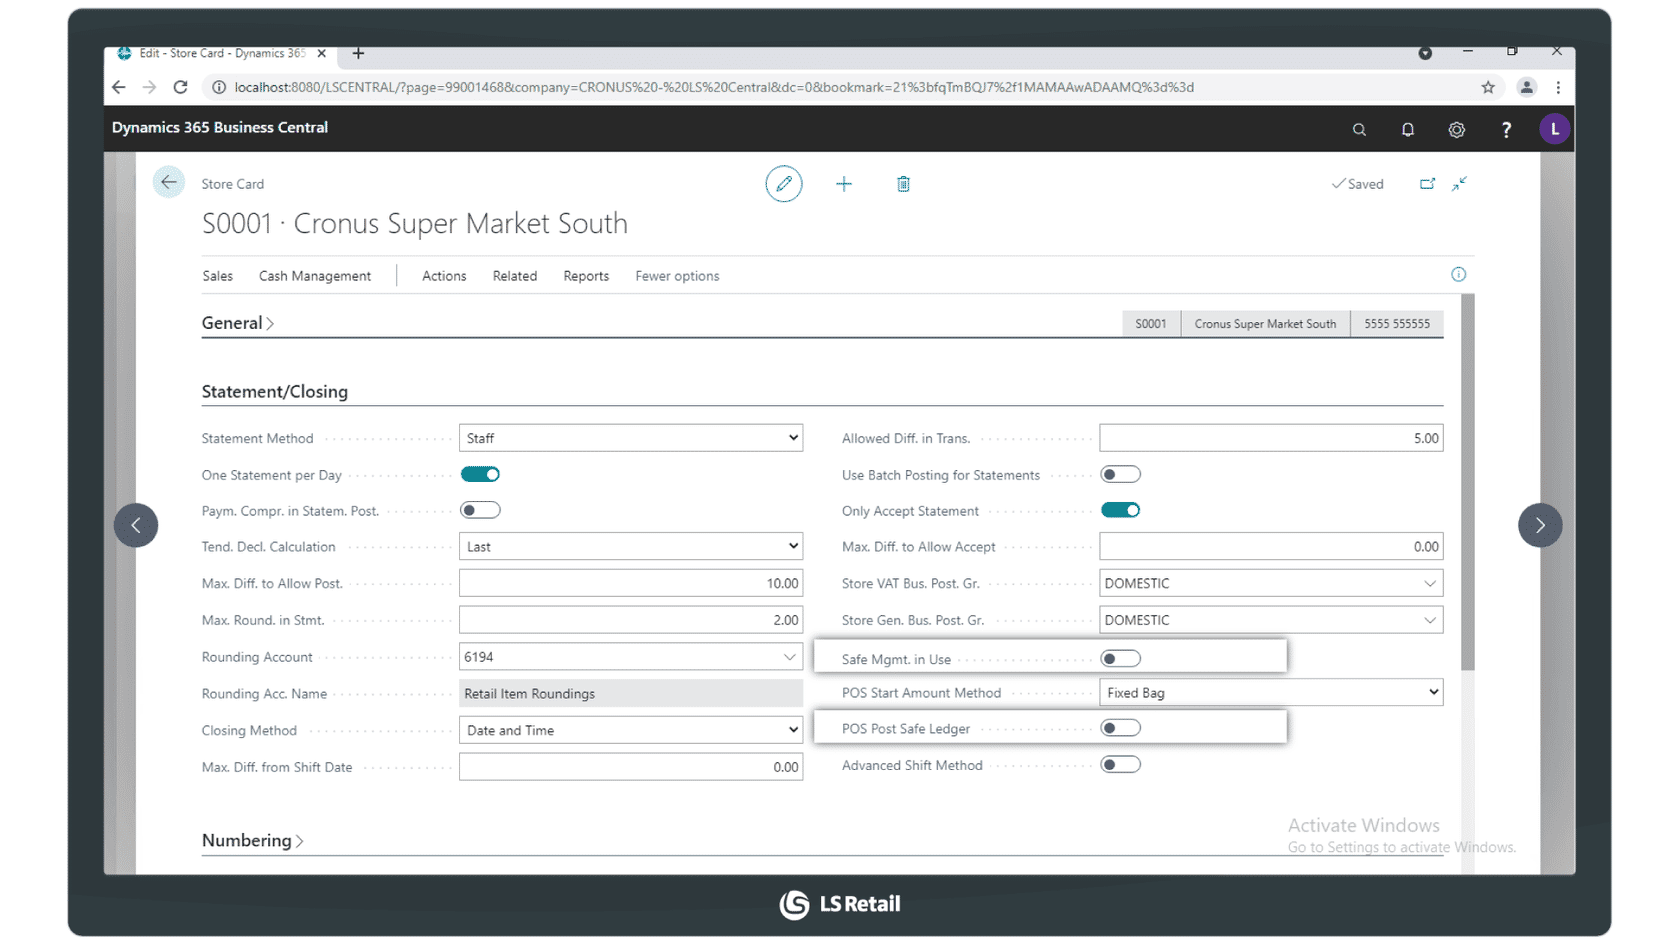 Edit - Store Card - Dynamics 365
localhost:8080/LSCENTRAL/?page=99001468&company=CRONUS%20-%20LS%20Central&dc=0&bookmark=21%3bfqTmBQJ7%2f1MAMAAwADAAMQ%3d%3d
Dynamics 365 Business Central
? L
Store Card
Saved
S0001 · Cronus Super Market South
Sales Cash Management Actions Related Reports Fewer options
General
S0001 Cronus Super Market South 5555 555555
Statement/Closing
Statement Method Staff
One Statement per Day
Paym. Compr. in Statem. Post.
Tend. Decl. Calculation Last
Max. Diff. to Allow Post. 10.00
Max. Round. in Stmt. 2.00
Rounding Account 6194
Rounding Acc. Name Retail Item Roundings
Closing Method Date and Time
Max. Diff. from Shift Date 0.00
Allowed Diff. in Trans. 5.00
Use Batch Posting for Statements
Only Accept Statement
Max. Diff. to Allow Accept 0.00
Store VAT Bus. Post. Gr. DOMESTIC
Store Gen. Bus. Post. Gr. DOMESTIC
Safe Mgmt. in Use
POS Start Amount Method Fixed Bag
POS Post Safe Ledger
Advanced Shift Method
Numbering
Activate Windows
Go to Settings to activate Windows.
LS Retail